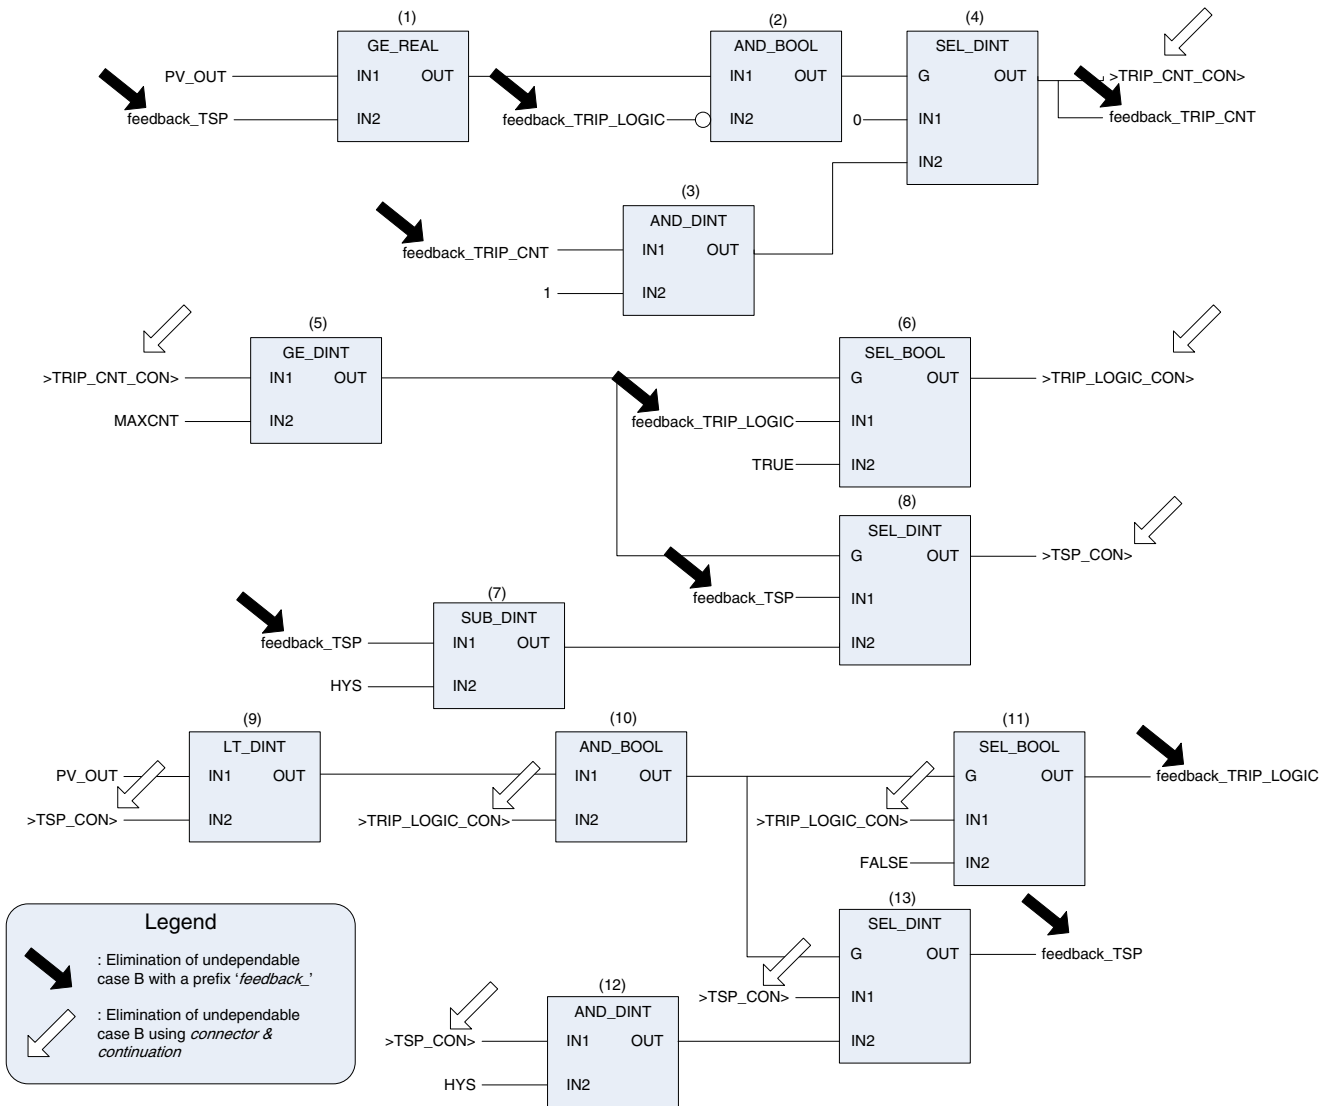 (1)
GE_REAL
PV_OUT
IN1 OUT
feedback_TSP
IN2
(2)
AND_BOOL
IN1 OUT
feedback_TRIP_LOGIC
IN2
(4)
SEL_DINT
G OUT
>TRIP_CNT_CON>
0
IN1
feedback_TRIP_CNT
IN2
(3)
AND_DINT
feedback_TRIP_CNT
IN1 OUT
1
IN2
(5)
GE_DINT
>TRIP_CNT_CON>
IN1 OUT
MAXCNT
IN2
(6)
SEL_BOOL
G OUT
>TRIP_LOGIC_CON>
feedback_TRIP_LOGIC
IN1
TRUE
IN2
(8)
SEL_DINT
G OUT
>TSP_CON>
feedback_TSP
IN1
IN2
(7)
SUB_DINT
feedback_TSP
IN1 OUT
HYS
IN2
(9)
LT_DINT
PV_OUT
IN1 OUT
>TSP_CON>
IN2
(10)
AND_BOOL
IN1 OUT
>TRIP_LOGIC_CON>
IN2
(11)
SEL_BOOL
G OUT
feedback_TRIP_LOGIC
>TRIP_LOGIC_CON>
IN1
FALSE
IN2
(13)
SEL_DINT
G OUT
feedback_TSP
>TSP_CON>
IN1
IN2
(12)
AND_DINT
>TSP_CON>
IN1 OUT
HYS
IN2
Legend
: Elimination of undependable
case B with a prefix ‘feedback_’
: Elimination of undependable
case B using connector &
continuation